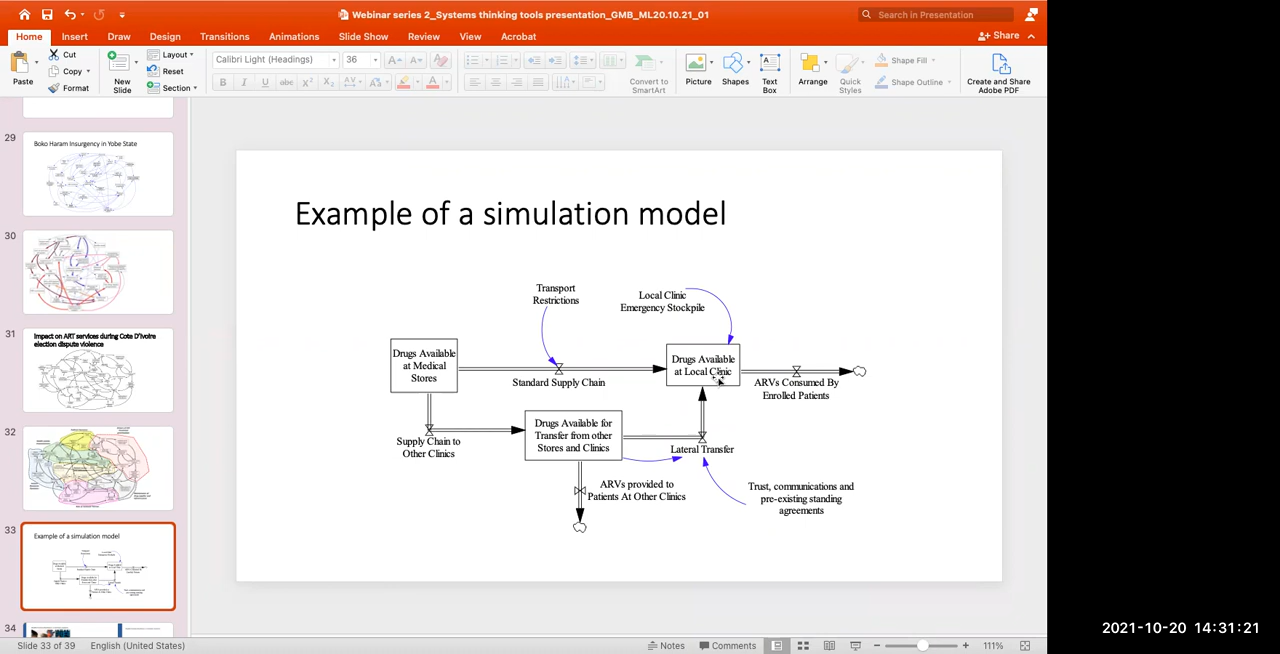 Webinar series 2_Systems thinking tools presentation_GMB_ML20.10.21_01
Search in Presentation
Home Insert Draw Design Transitions Animations Slide Show Review View Acrobat
Share
Paste
Cut
Copy
Format
New
Slide
Layout
Reset
Section
Calibri Light (Headings)
36
Convert to
SmartArt
Picture
Shapes
Text
Box
Arrange
Quick
Styles
Shape Fill
Shape Outline
Create and Share
Adobe PDF
29
Boko Haram Insurgency in Yobe State
30
31
Impact on ART services during Cote D'Ivoire
election dispute violence
32
33
Example of a simulation model
34
Example of a simulation model
Transport
Restrictions
Local Clinic
Emergency Stockpile
Drugs Available
at Medical
Stores
Standard Supply Chain
Drugs Available
at Local Clinic
ARVs Consumed By
Enrolled Patients
Supply Chain to
Other Clinics
Drugs Available for
Transfer from other
Stores and Clinics
Lateral Transfer
ARVs provided to
Patients At Other Clinics
Trust, communications and
pre-existing standing
agreements
2021-10-20 14:31:21
Slide 33 of 39
English (United States)
Notes
Comments
111%